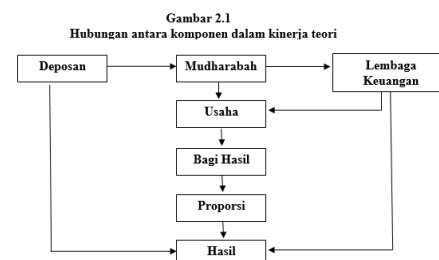 Gambar 2.1
Hubungan antara komponen dalam kinerja teori
Deposan
Mudharabah
Lembaga
Keuangan
Usaha
Bagi Hasil
Proporsi
Hasil